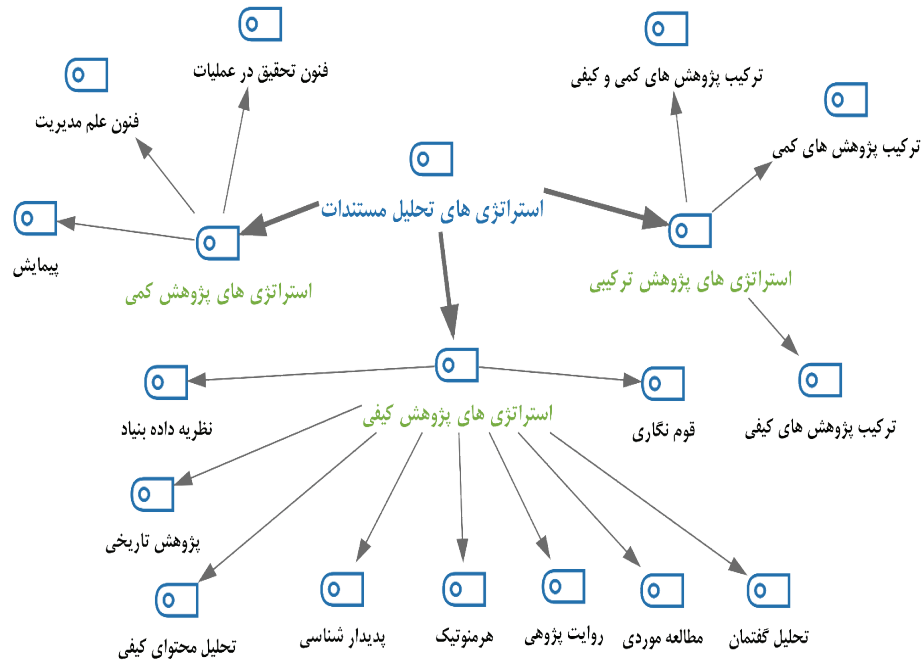 فنون تحقیق در عملیات
ترکیب پژوهش های کمی و کیفی
فنون علم مدیریت
ترکیب پژوهش های کمی
استراتژی های تحلیل مستندات
پیمایش
استراتژی های پژوهش ترکیبی
استراتژی های پژوهش کمی
استراتژی های پژوهش کیفی
ترکیب پژوهش های کیفی
قوم نگاری
نظریه داده بنیاد
پژوهش تاریخی
تحلیل گفتمان
مطالعه موردی
روایت پژوهی
هرمنوتیک
پدیدار شناسی
تحلیل محتوای کیفی